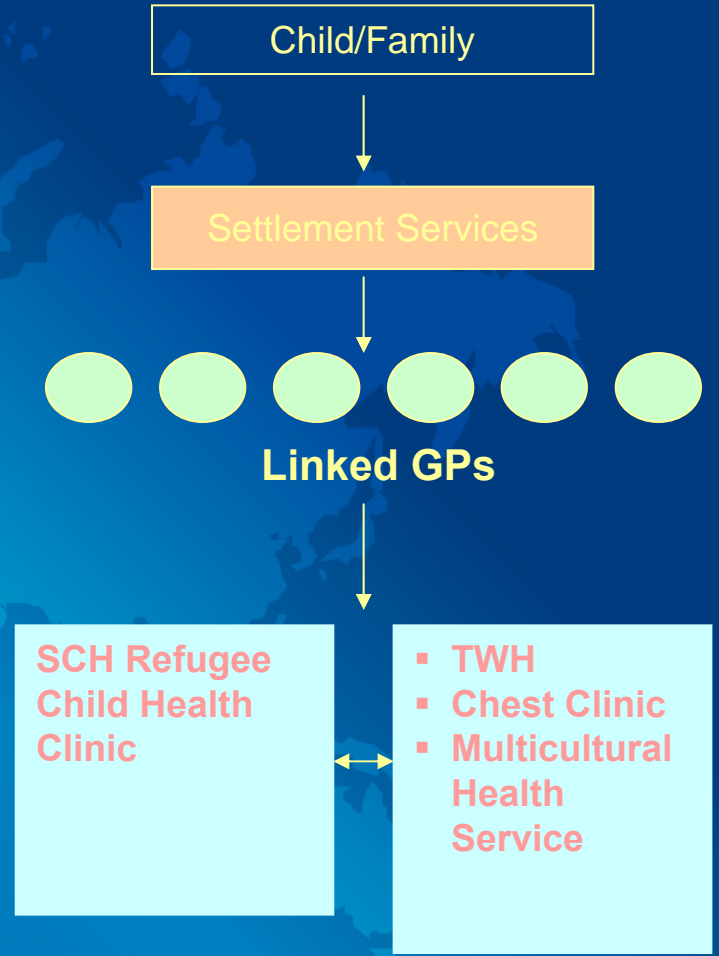 Child/Family
Settlement Services
Linked GPs
SCH Refugee
Child Health
Clinic
▪ TWH
▪ Chest Clinic
▪ Multicultural
Health
Service